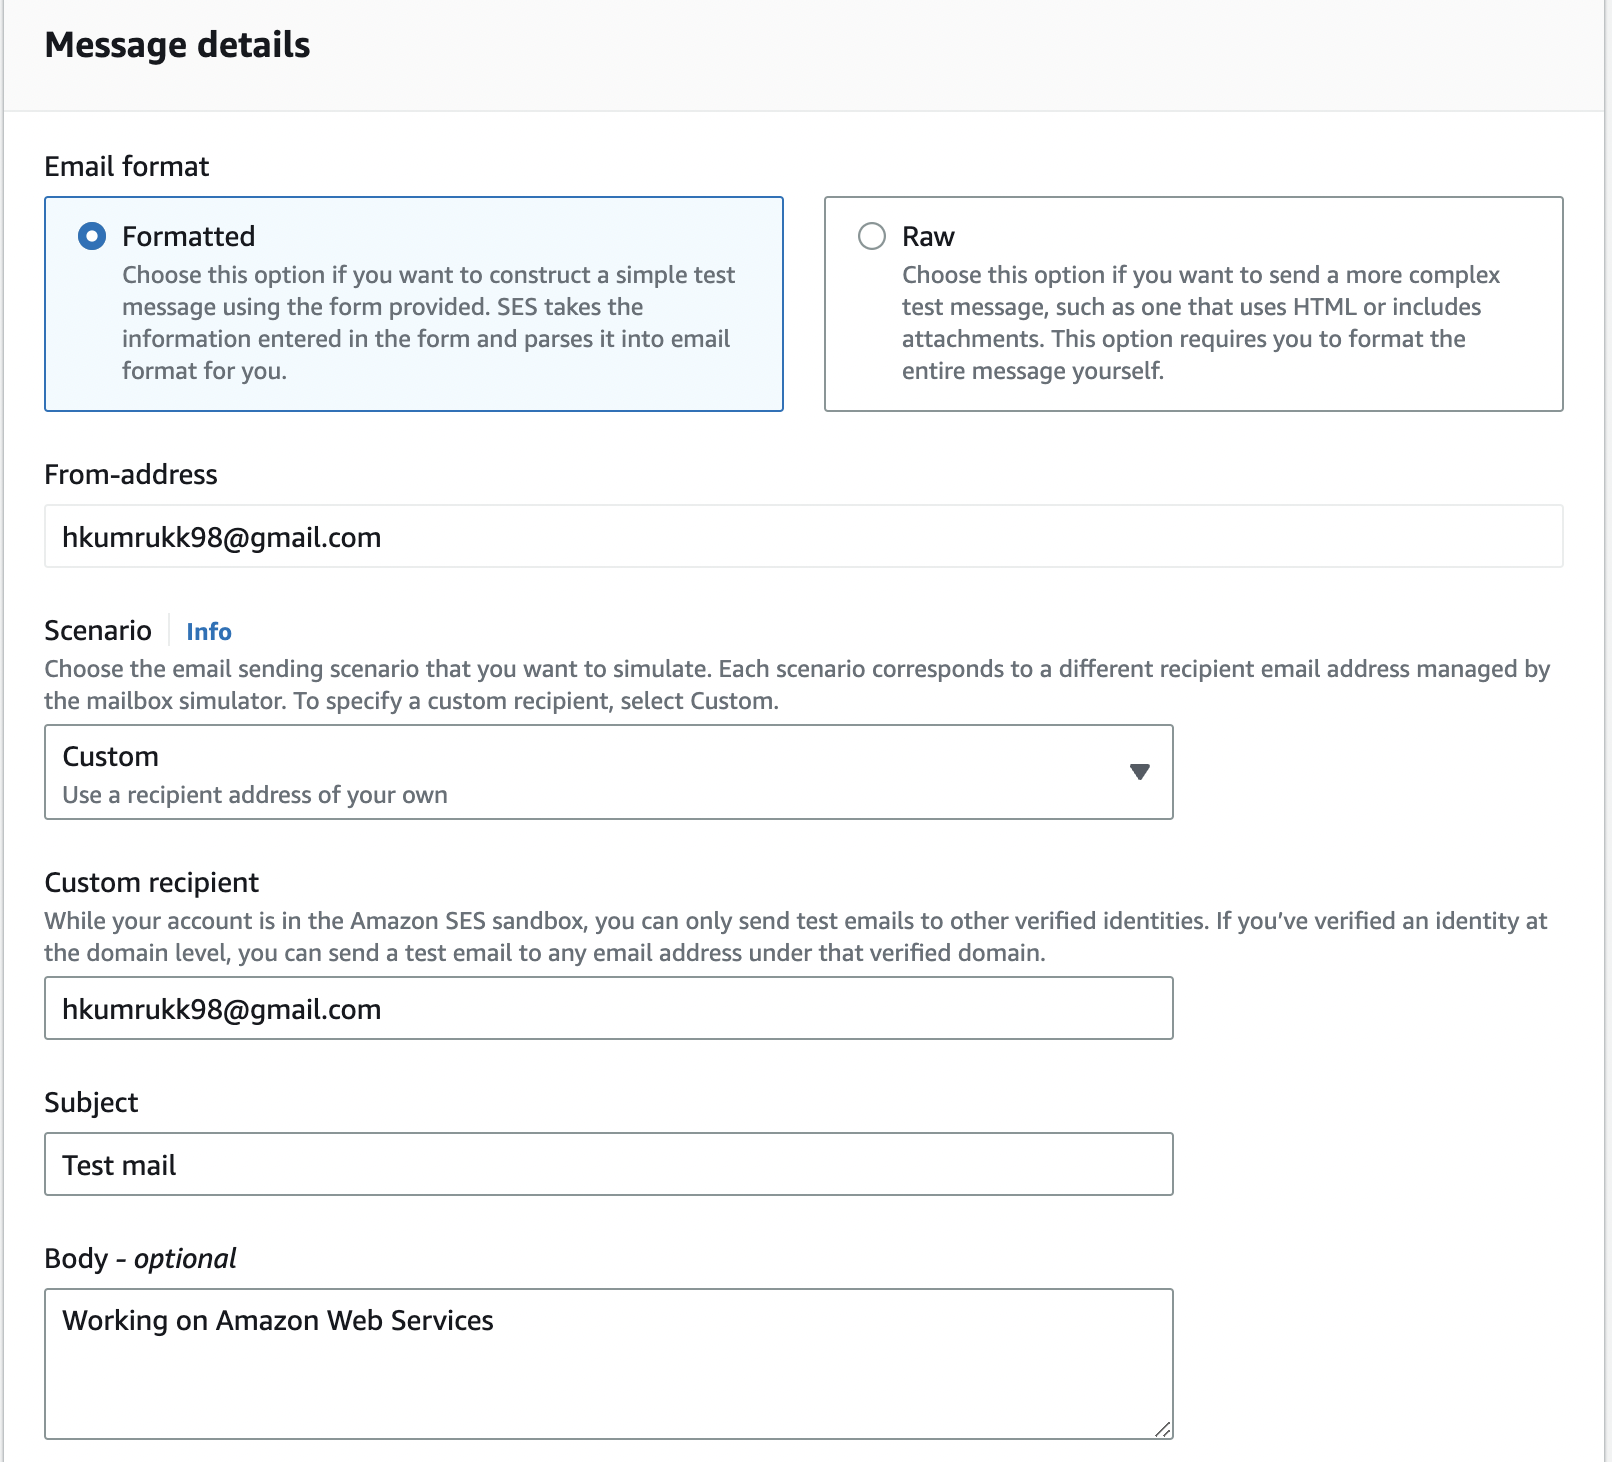 Message details
Email format
Formatted
Choose this option if you want to construct a simple test
message using the form provided. SES takes the
information entered in the form and parses it into email
format for you.
Raw
Choose this option if you want to send a more complex
test message, such as one that uses HTML or includes
attachments. This option requires you to format the
entire message yourself.
From-address
hkumrukk98@gmail.com
Scenario Info
Choose the email sending scenario that you want to simulate. Each scenario corresponds to a different recipient email address managed by
the mailbox simulator. To specify a custom recipient, select Custom.
Custom
Use a recipient address of your own
Custom recipient
While your account is in the Amazon SES sandbox, you can only send test emails to other verified identities. If you’ve verified an identity at
the domain level, you can send a test email to any email address under that verified domain.
hkumrukk98@gmail.com
Subject
Test mail
Body - optional
Working on Amazon Web Services